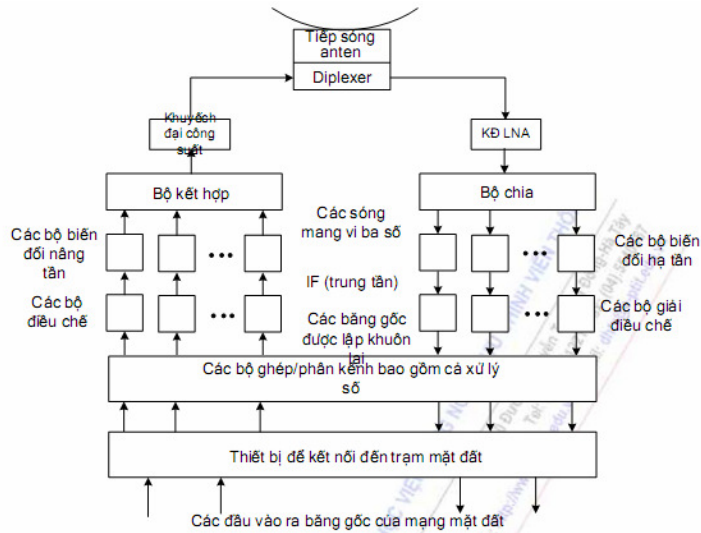 Tiếp sóng
anten
Diplexer
Khuyếch
đại công
suất
KĐ LNA
Bộ kết hợp
Bộ chia
Các bộ biến
đổi nâng
tần
Các sóng
mang vi ba số
Các bộ biến
đổi hạ tần
IF (trung tần)
Các bộ
điều chế
Các băng gốc
được lập khuôn
lại
Các bộ giải
điều chế
Các bộ ghép/phân kênh bao gồm cả xử lý
số
Thiết bị để kết nối đến trạm mặt đất
Các đầu vào ra băng gốc của mạng mặt đất